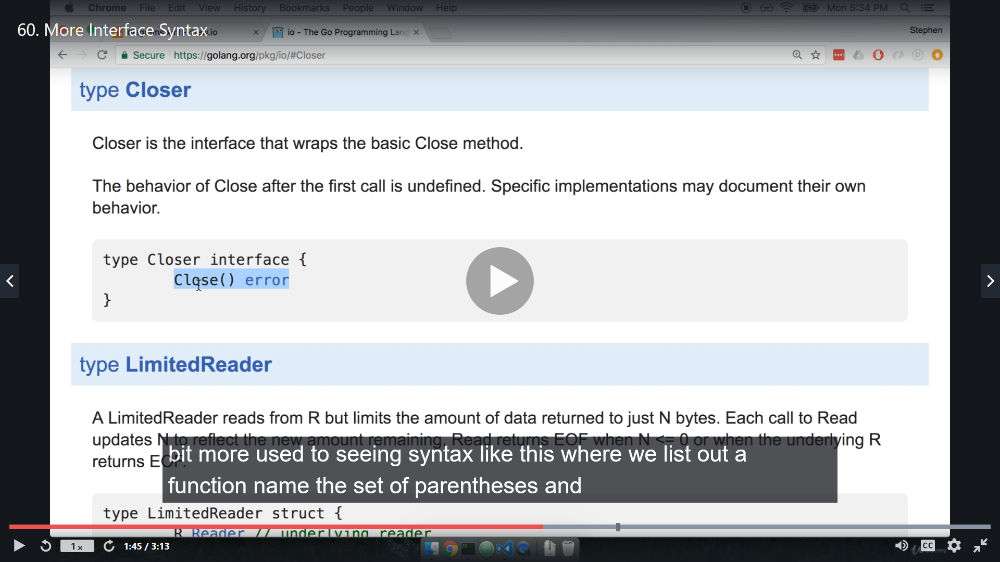 Chrome File Edit View History Bookmarks People Window Help
Mon 5:34 PM
60. More Interface Syntax
io - The Go Programming Lang
Stephen
Secure https://golang.org/pkg/io/#Closer
type Closer
Closer is the interface that wraps the basic Close method.
The behavior of Close after the first call is undefined. Specific implementations may document their own
behavior.
type Closer interface {
Close() error
}
type LimitedReader
A LimitedReader reads from R but limits the amount of data returned to just N bytes. Each call to Read
updates N to reflect the new amount remaining. Read returns EOF when N <= 0 or when the underlying R
returns EOF.
bit more used to seeing syntax like this where we list out a
function name the set of parentheses and
type LimitedReader struct {
R Reader // underlying reader
1x
1:45 / 3:13
CC